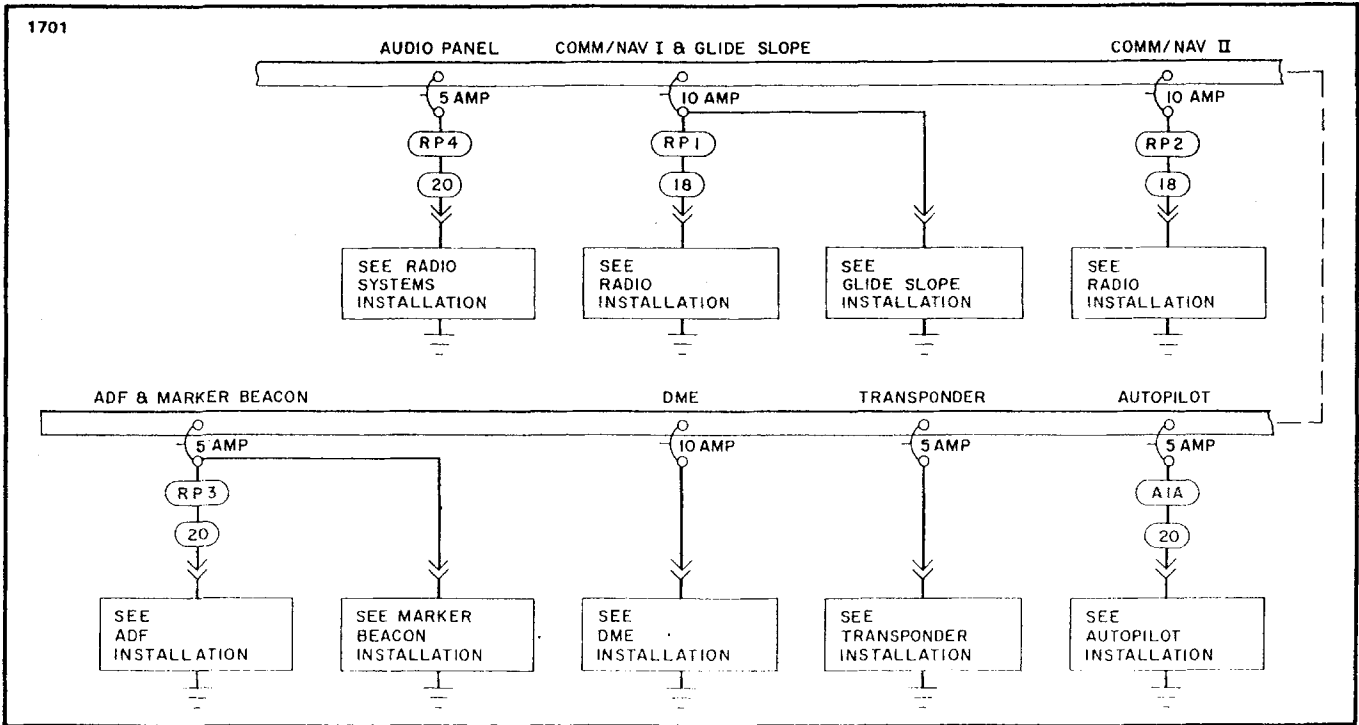 1701
AUDIO PANEL
COMM/NAV I & GLIDE SLOPE
COMM/NAV II
5 AMP
10 AMP
10 AMP
RP4
RP1
RP2
20
18
18
SEE RADIO
SYSTEMS
INSTALLATION
SEE
RADIO
INSTALLATION
SEE
GLIDE SLOPE
INSTALLATION
SEE
RADIO
INSTALLATION
ADF & MARKER BEACON
DME
TRANSPONDER
AUTOPILOT
5 AMP
10 AMP
5 AMP
5 AMP
RP3
A1A
20
20
SEE
ADF
INSTALLATION
SEE MARKER
BEACON
INSTALLATION
SEE
DME
INSTALLATION
SEE
TRANSPONDER
INSTALLATION
SEE
AUTOPILOT
INSTALLATION